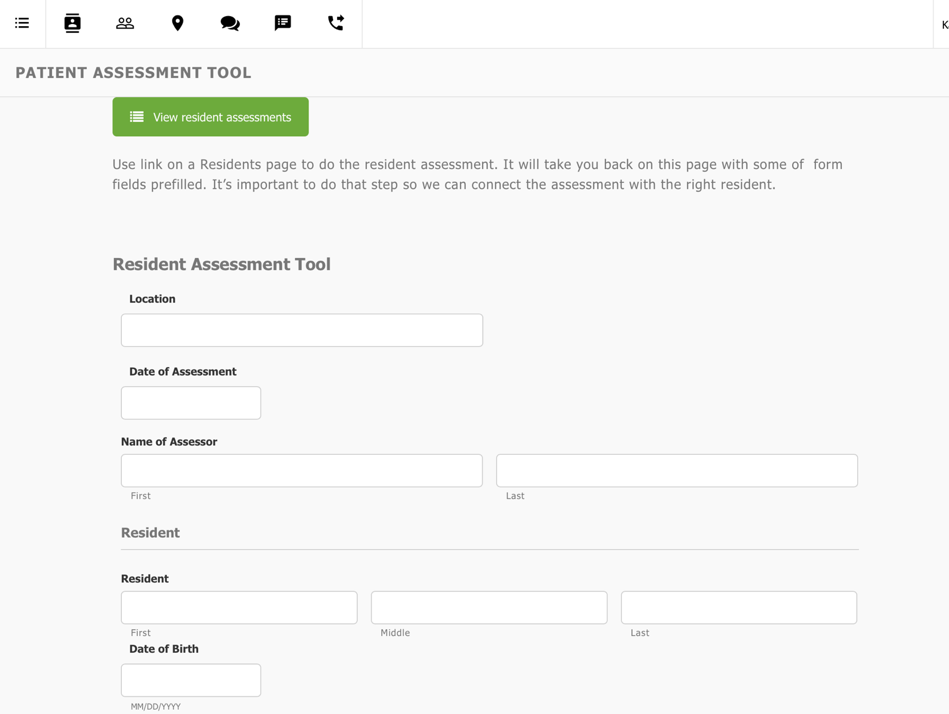 K
PATIENT ASSESSMENT TOOL
View resident assessments
Use link on a Residents page to do the resident assessment. It will take you back on this page with some of form
fields prefilled. It’s important to do that step so we can connect the assessment with the right resident.
Resident Assessment Tool
Location
Date of Assessment
Name of Assessor
First Last
Resident
Resident
First Middle Last
Date of Birth
MM/DD/YYYY